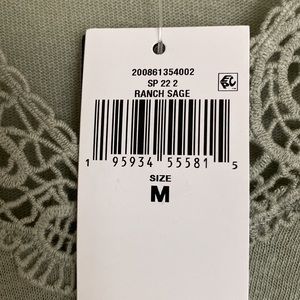 200861354002
SP 22 2
RANCH SAGE
1 95934 55581 5
SIZE
M